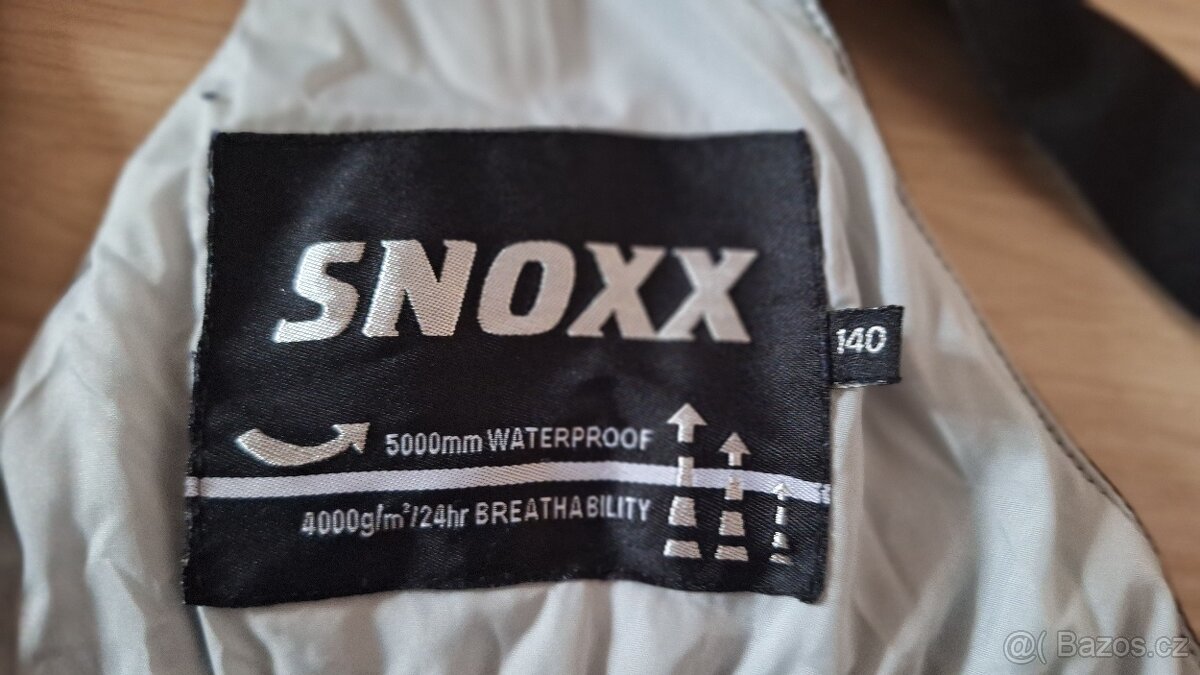 SNOXX
140
5000mm WATERPROOF
4000g/m²/24hr BREATHABILITY
@( Bazos.cz